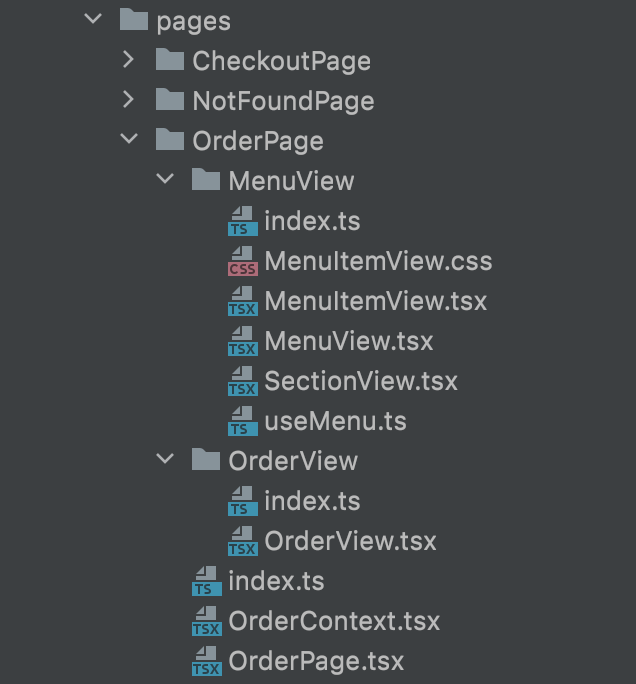 pages
CheckoutPage
NotFoundPage
OrderPage
MenuView
TS index.ts
CSS MenuItemView.css
TSX MenuItemView.tsx
TSX MenuView.tsx
TSX SectionView.tsx
TS useMenu.ts
OrderView
TS index.ts
TSX OrderView.tsx
TS index.ts
TSX OrderContext.tsx
TSX OrderPage.tsx